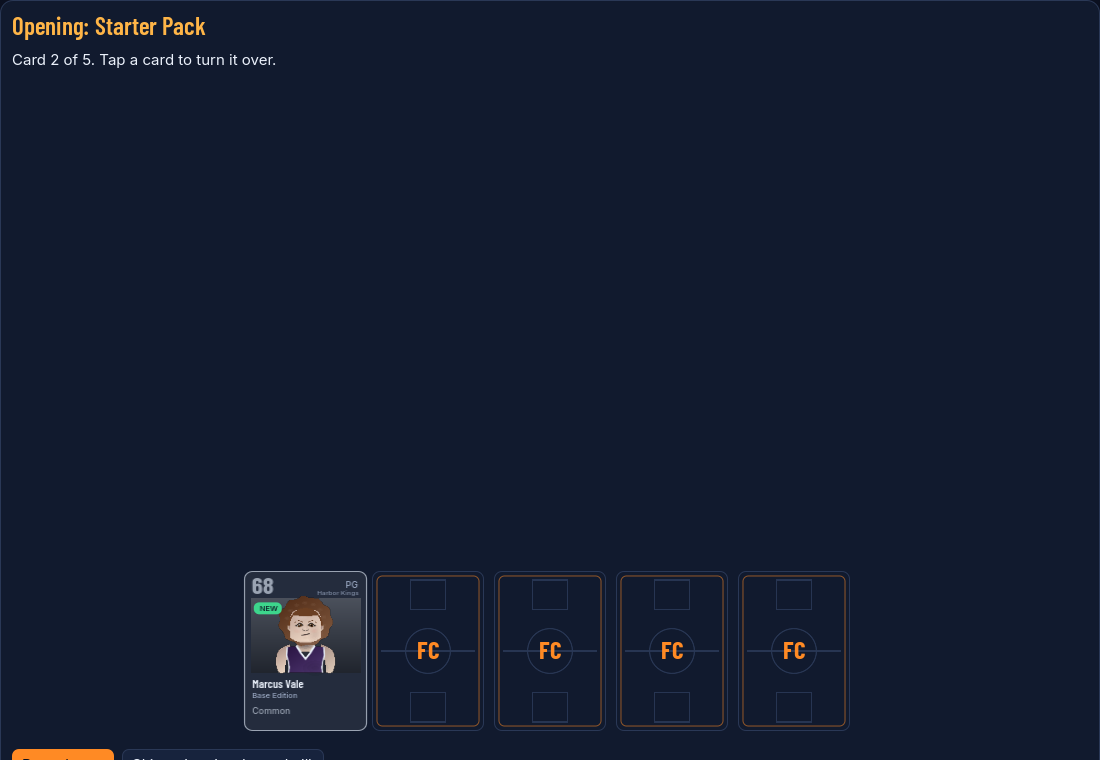 Opening: Starter Pack
Card 2 of 5. Tap a card to turn it over.
68
PG
Harbor Kings
NEW
Marcus Vale
Base Edition
Common
FC
FC
FC
FC